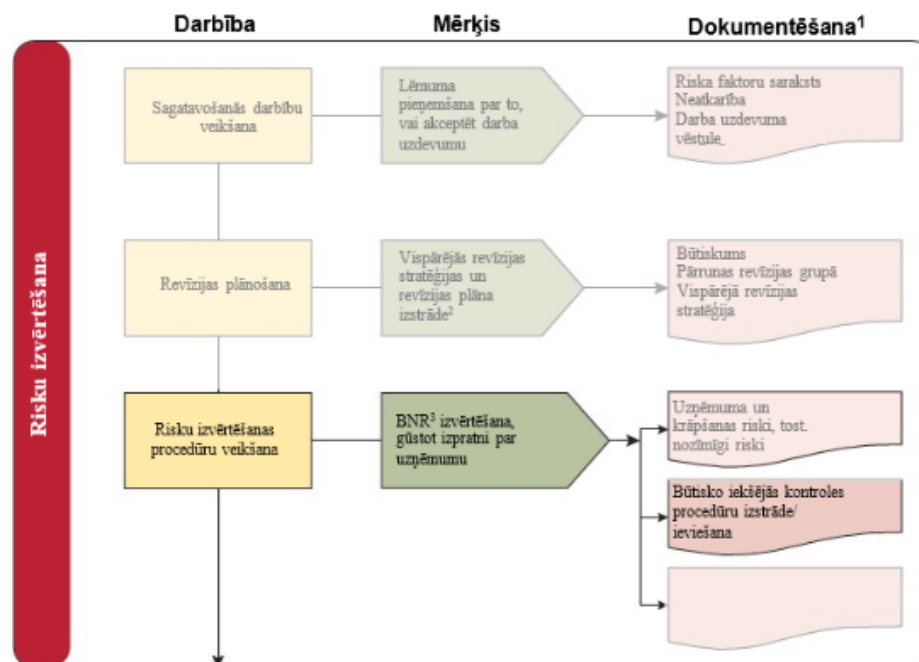 Darbība
Mērķis
Dokumentēšana1
Risku izvērtēšana
Sagatavošanās darbību
veikšana
Lēmuma
pieņemšana par to,
vai akceptēt darba
uzdevumu
Riska faktoru saraksts
Neatkarība
Darba uzdevuma
vēstule
Revīzijas plānošana
Vispārējās revīzijas
stratēģijas un
revīzijas plāna
izstrāde2
Būtiskums
Pārrunas revīzijas grupā
Vispārējā revīzijas
stratēģija
Risku izvērtēšanas
procedūru veikšana
BNR3 izvērtēšana,
gūstot izpratni par
uzņēmumu
Uzņēmuma un
krāpšanas riski, tost.
nozīmīgi riski
Būtisko iekšējās kontroles
procedūru izstrāde/
ieviešana